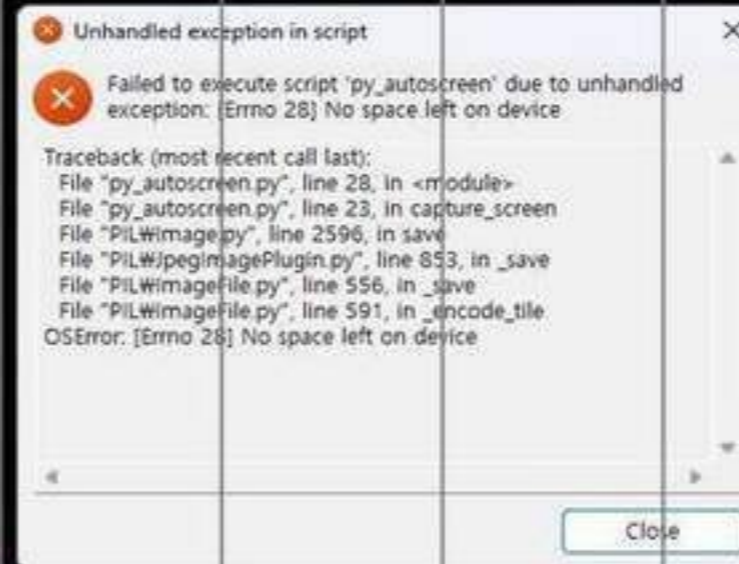 Unhandled exception in script
Failed to execute script 'py_autoscreen' due to unhandled
exception: [Errno 28] No space left on device
Traceback (most recent call last):
File "py_autoscreen.py", line 28, in <module>
File "py_autoscreen.py", line 23, in capture_screen
File "PIL₩Image.py", line 2596, in save
File "PIL₩JpegImagePlugin.py", line 853, in _save
File "PIL₩ImageFile.py", line 556, in _save
File "PIL₩ImageFile.py", line 591, in _encode_tile
OSError: [Errno 28] No space left on device
Close